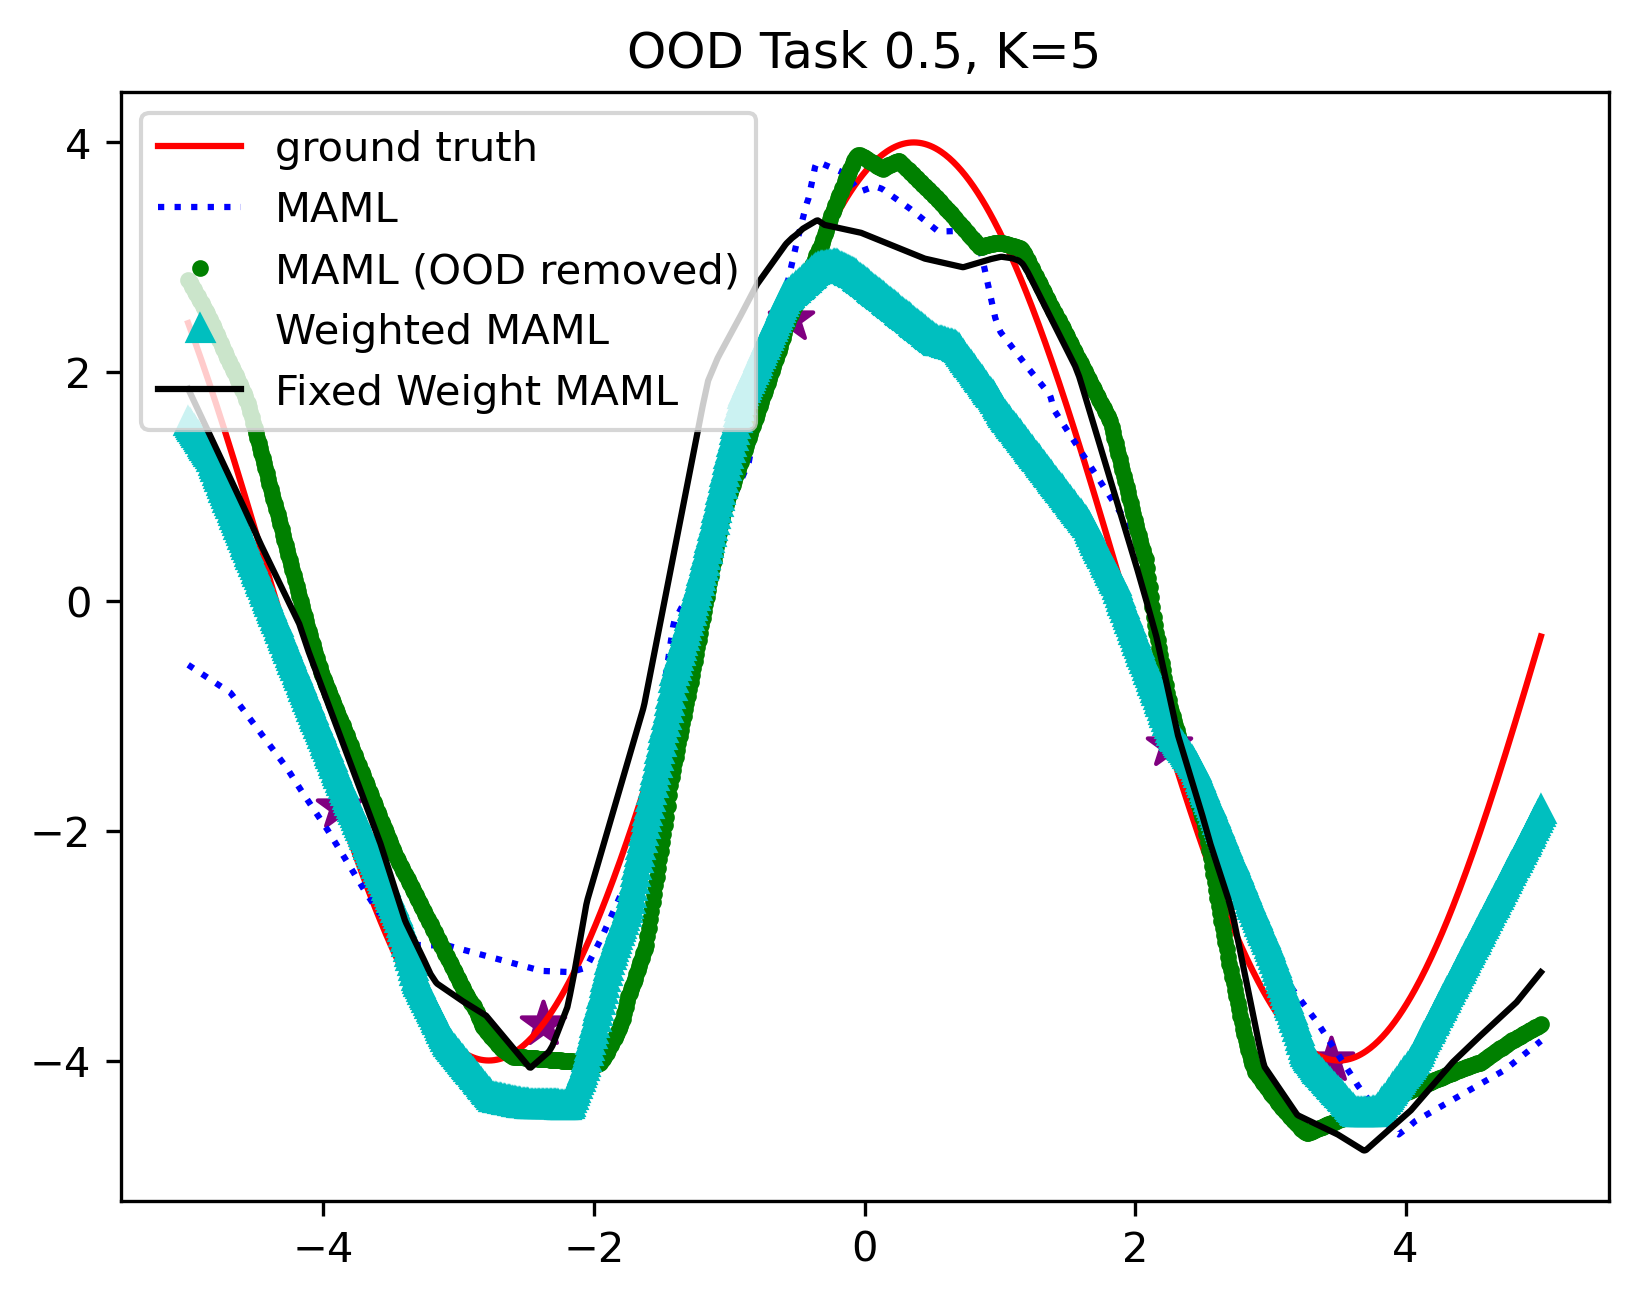 OOD Task 0.5, K=5
ground truth
MAML
MAML (OOD removed)
Weighted MAML
Fixed Weight MAML
4
2
0
−2
−4
−4 −2 0 2 4